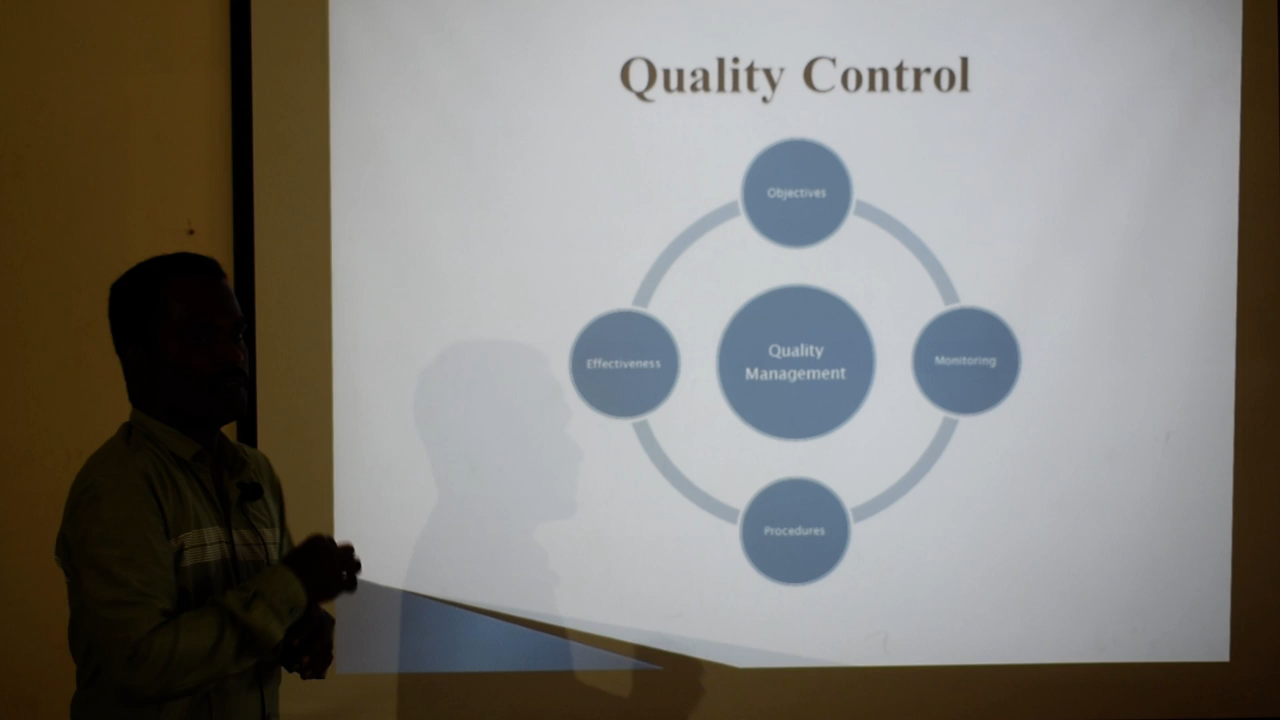 Quality Control
Objectives
Effectiveness
Quality
Management
Monitoring
Procedures